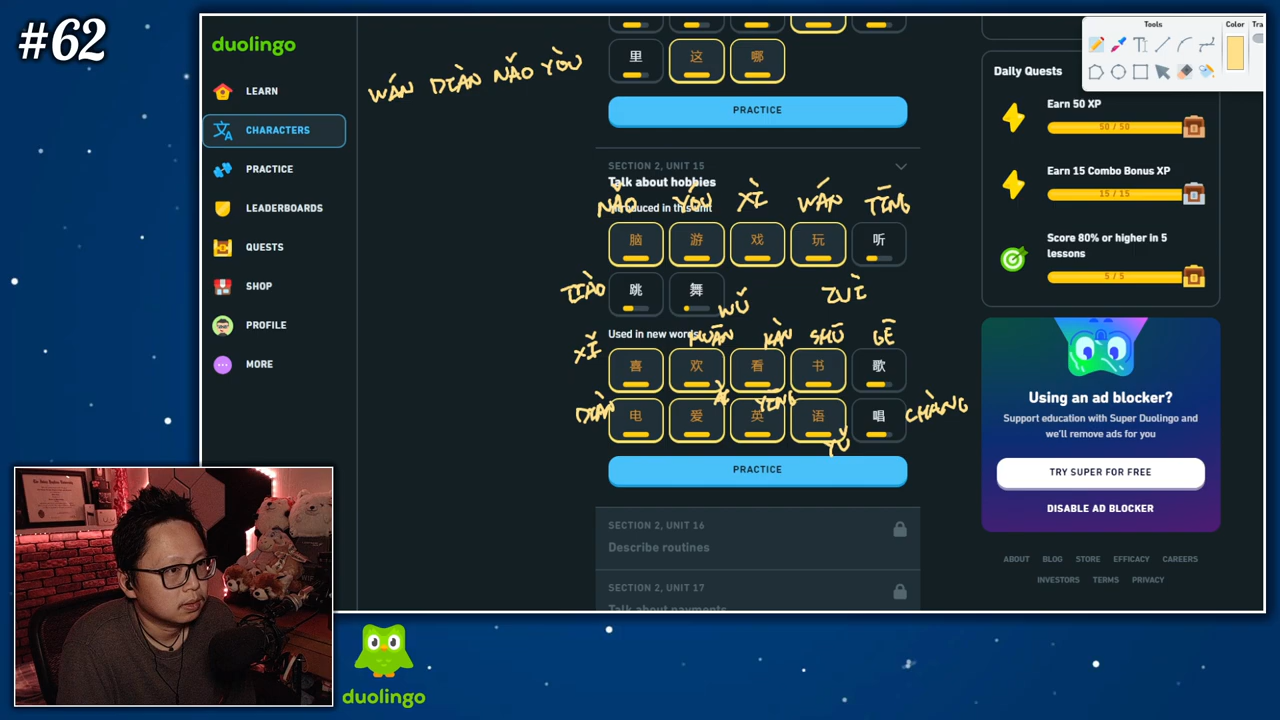 #62
duolingo
LEARN
CHARACTERS
PRACTICE
LEADERBOARDS
QUESTS
SHOP
PROFILE
MORE
WÁN DIÀN NǍO YÒU
里 这 哪
PRACTICE
SECTION 2, UNIT 15
Talk about hobbies
Introduced in this unit
NǍO YÓU XÌ WÁN TĪNG
脑 游 戏 玩 听
TIÀO 跳 舞 WǓ ZUÌ
Used in new words
XǏ HUĀN KÀN SHŪ GĒ
喜 欢 看 书 歌
DIÀN ÀI YĪNG YǓ CHÀNG
电 爱 英 语 唱
PRACTICE
SECTION 2, UNIT 16
Describe routines
SECTION 2, UNIT 17
Talk about payments
Tools
Color
Daily Quests
Earn 50 XP
50 / 50
Earn 15 Combo Bonus XP
15 / 15
Score 80% or higher in 5
lessons
5 / 5
Using an ad blocker?
Support education with Super Duolingo and
we'll remove ads for you
TRY SUPER FOR FREE
DISABLE AD BLOCKER
ABOUT BLOG STORE EFFICACY CAREERS
INVESTORS TERMS PRIVACY
duolingo